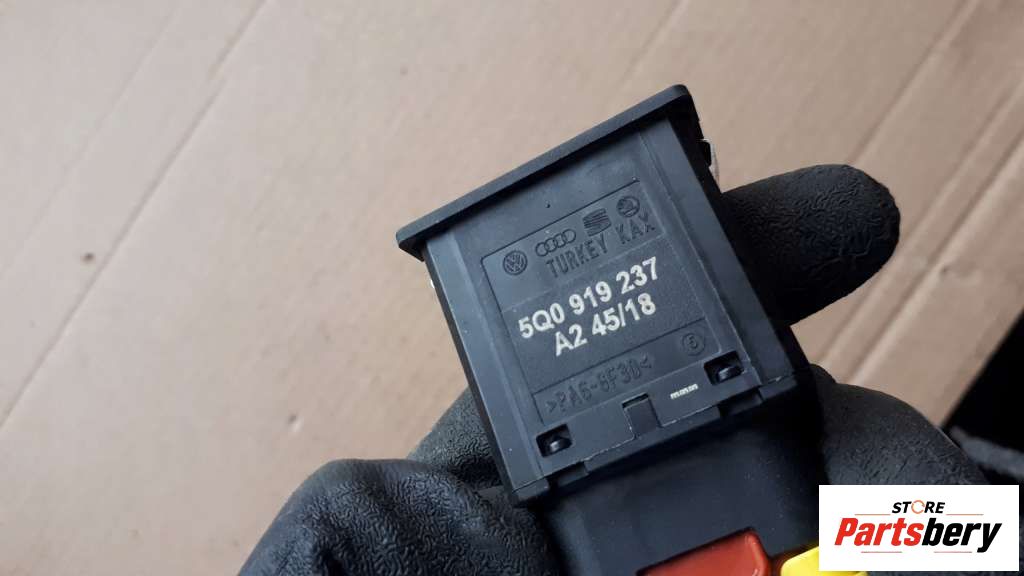 TURKEY KAX
5Q0 919 237
A2 45/18
>PA6-GF30<
STORE
Partsbery